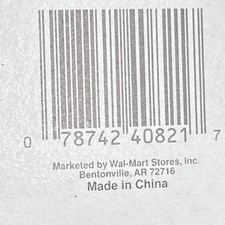 0 78742 40821 7
Marketed by Wal-Mart Stores, Inc.
Bentonville, AR 72716
Made in China